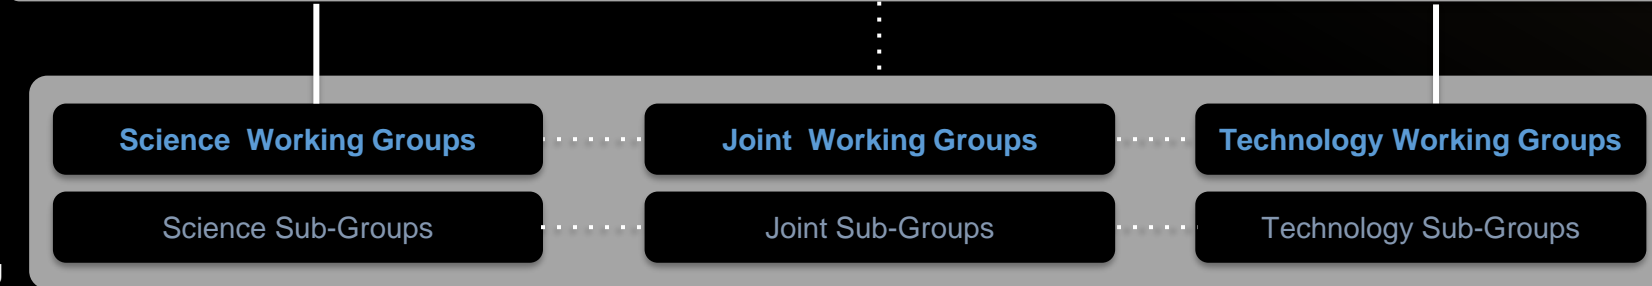 Science Working Groups
Joint Working Groups
Technology Working Groups
Science Sub-Groups
Joint Sub-Groups
Technology Sub-Groups